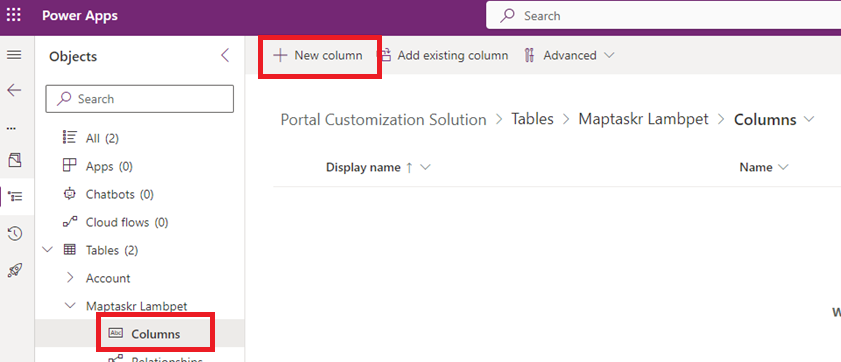 Power Apps
Search
Objects
New column
Add existing column
Advanced
Search
Portal Customization Solution > Tables > Maptaskr Lambpet > Columns
All (2)
Display name ↑
Name
Apps (0)
Chatbots (0)
Cloud flows (0)
Tables (2)
Account
Maptaskr Lambpet
W
Abc Columns
Relationships